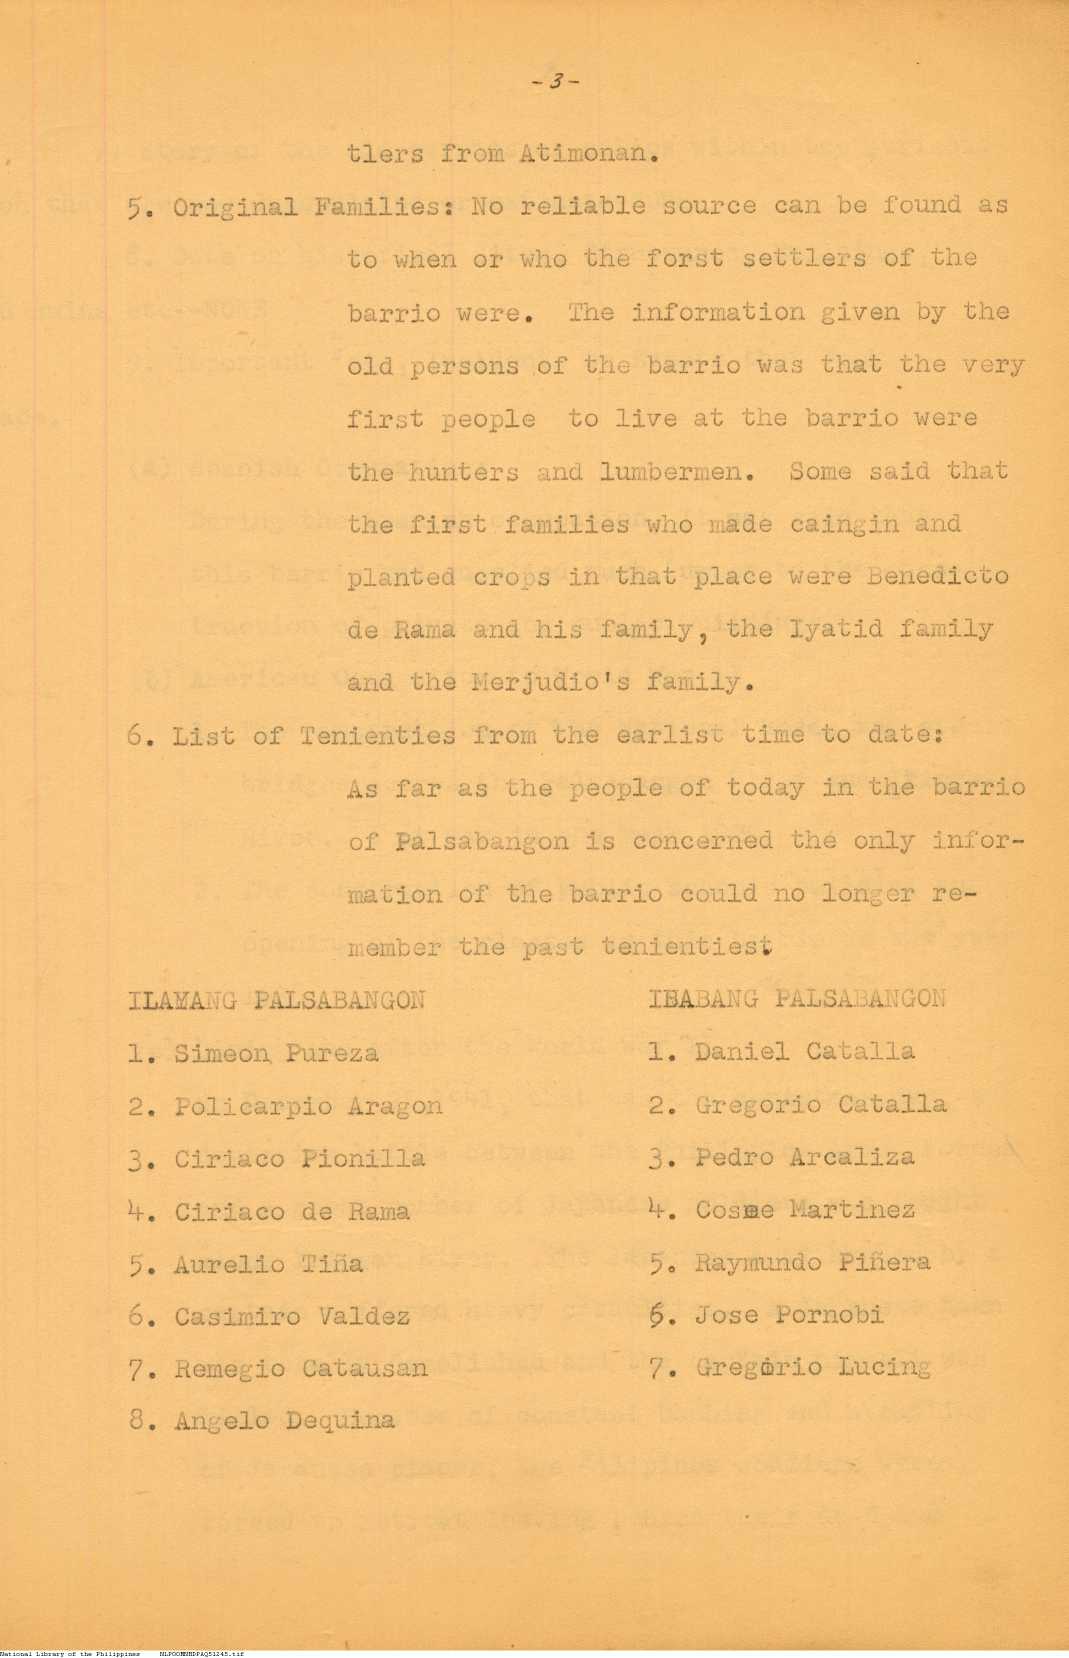 -3-
tlers from Atimonan.
5. Original Families: No reliable source can be found as
to when or who the forst settlers of the
barrio were. The information given by the
old persons of the barrio was that the very
first people to live at the barrio were
the hunters and lumbermen. Some said that
the first families who made caingin and
planted crops in that place were Benedicto
de Rama and his family, the Iyatid family
and the Merjudio's family.
6. List of Tenienties from the earlist time to date:
As far as the people of today in the barrio
of Palsabangon is concerned the only infor-
mation of the barrio could no longer re-
member the past tenienties.
ILAYANG PALSABANGON IBABANG PALSABANGON
1. Simeon Pureza 1. Daniel Catalla
2. Policarpio Aragon 2. Gregorio Catalla
3. Ciriaco Pionilla 3. Pedro Arcaliza
4. Ciriaco de Rama 4. Cosme Martinez
5. Aurelio Tiña 5. Raymundo Piñera
6. Casimiro Valdez 6. Jose Pornobi
7. Remegio Catausan 7. Gregorio Lucing
8. Angelo Dequina
National Library of the Philippines